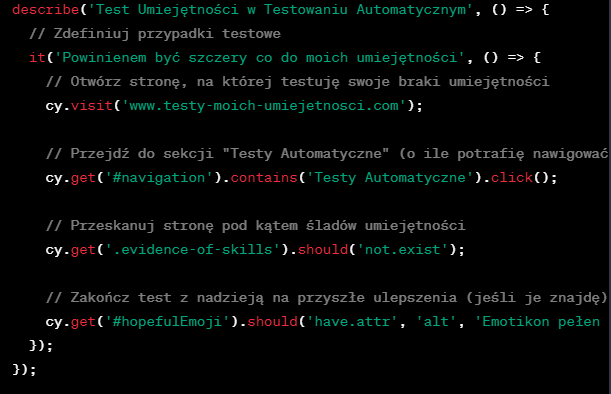 describe('Test Umiejętności w Testowaniu Automatycznym', () => {
// Zdefiniuj przypadki testowe
it('Powinienem być szczery co do moich umiejętności', () => {
// Otwórz stronę, na której testuję swoje braki umiejętności
cy.visit('www.testy-moich-umiejetnosci.com');
// Przejdź do sekcji "Testy Automatyczne" (o ile potrafię nawigować
cy.get('#navigation').contains('Testy Automatyczne').click();
// Przeskanuj stronę pod kątem śladów umiejętności
cy.get('.evidence-of-skills').should('not.exist');
// Zakończ test z nadzieją na przyszłe ulepszenia (jeśli je znajdę)
cy.get('#hopefulEmoji').should('have.attr', 'alt', 'Emotikon pełen
});
});